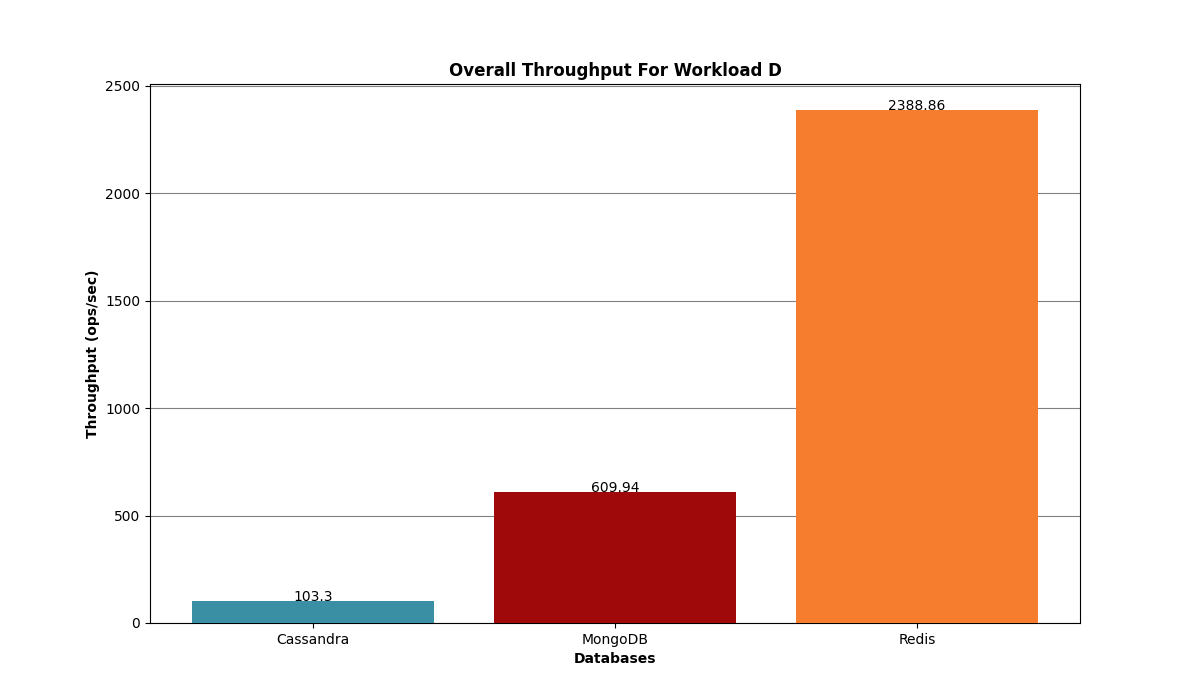 Overall Throughput For Workload D
2500
2000
1500
1000
500
0
Throughput (ops/sec)
2388.86
609.94
103.3
Cassandra
MongoDB
Redis
Databases